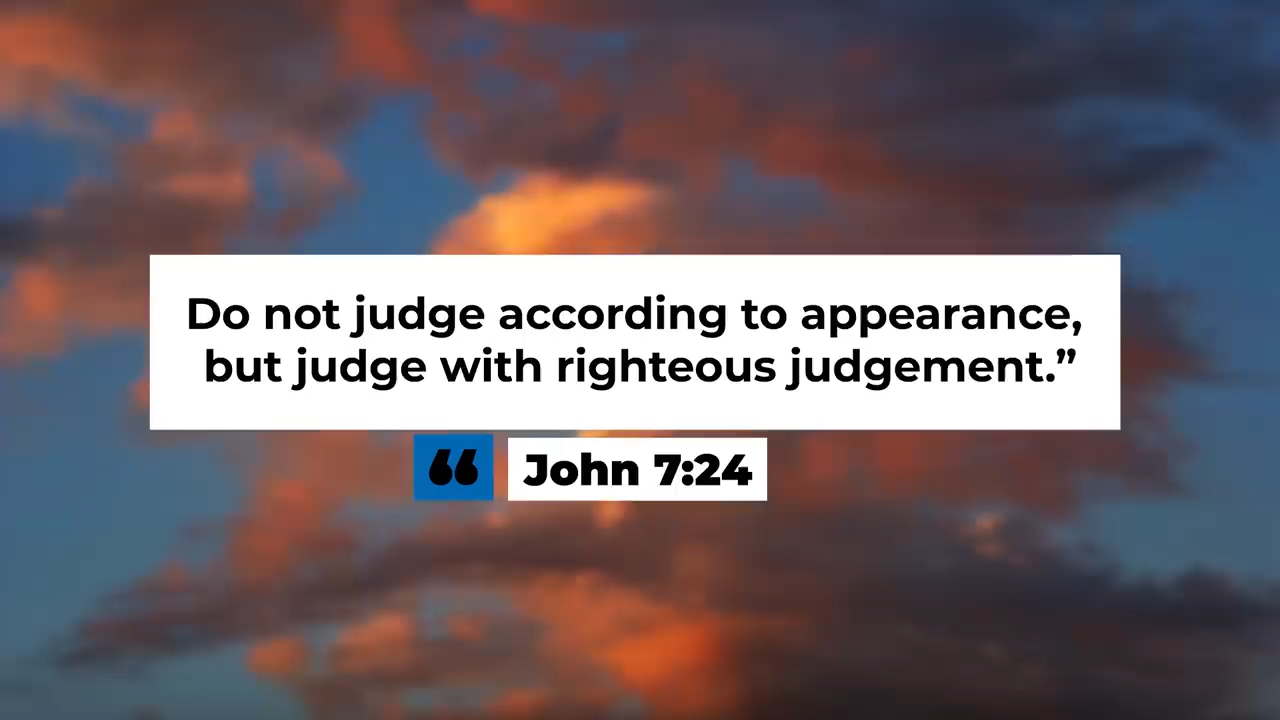 Do not judge according to appearance,
but judge with righteous judgement.”
“ John 7:24